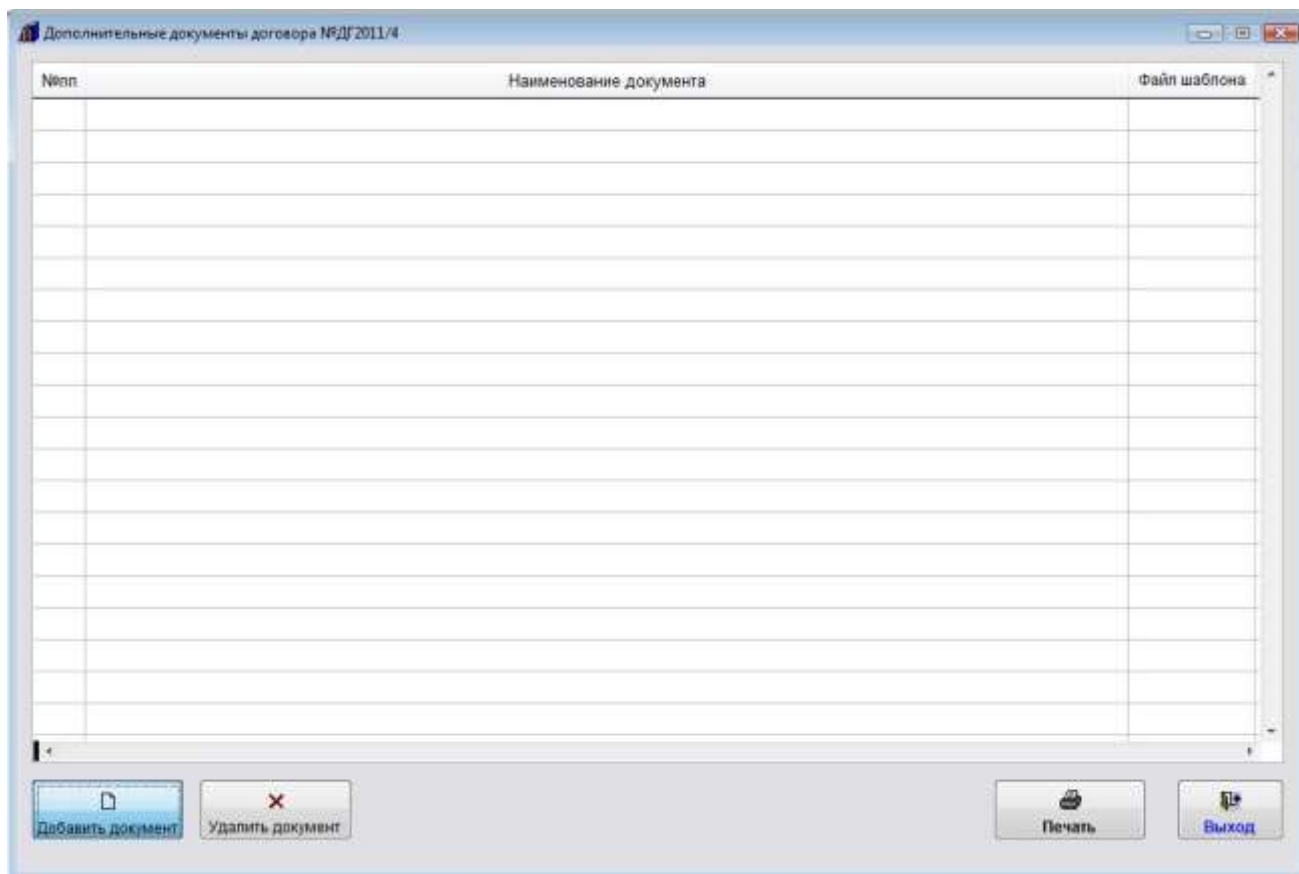 Дополнительные документы договора №ДГ2011/4
№пп Наименование документа Файл шаблона
Добавить документ Удалить документ Печать Выход